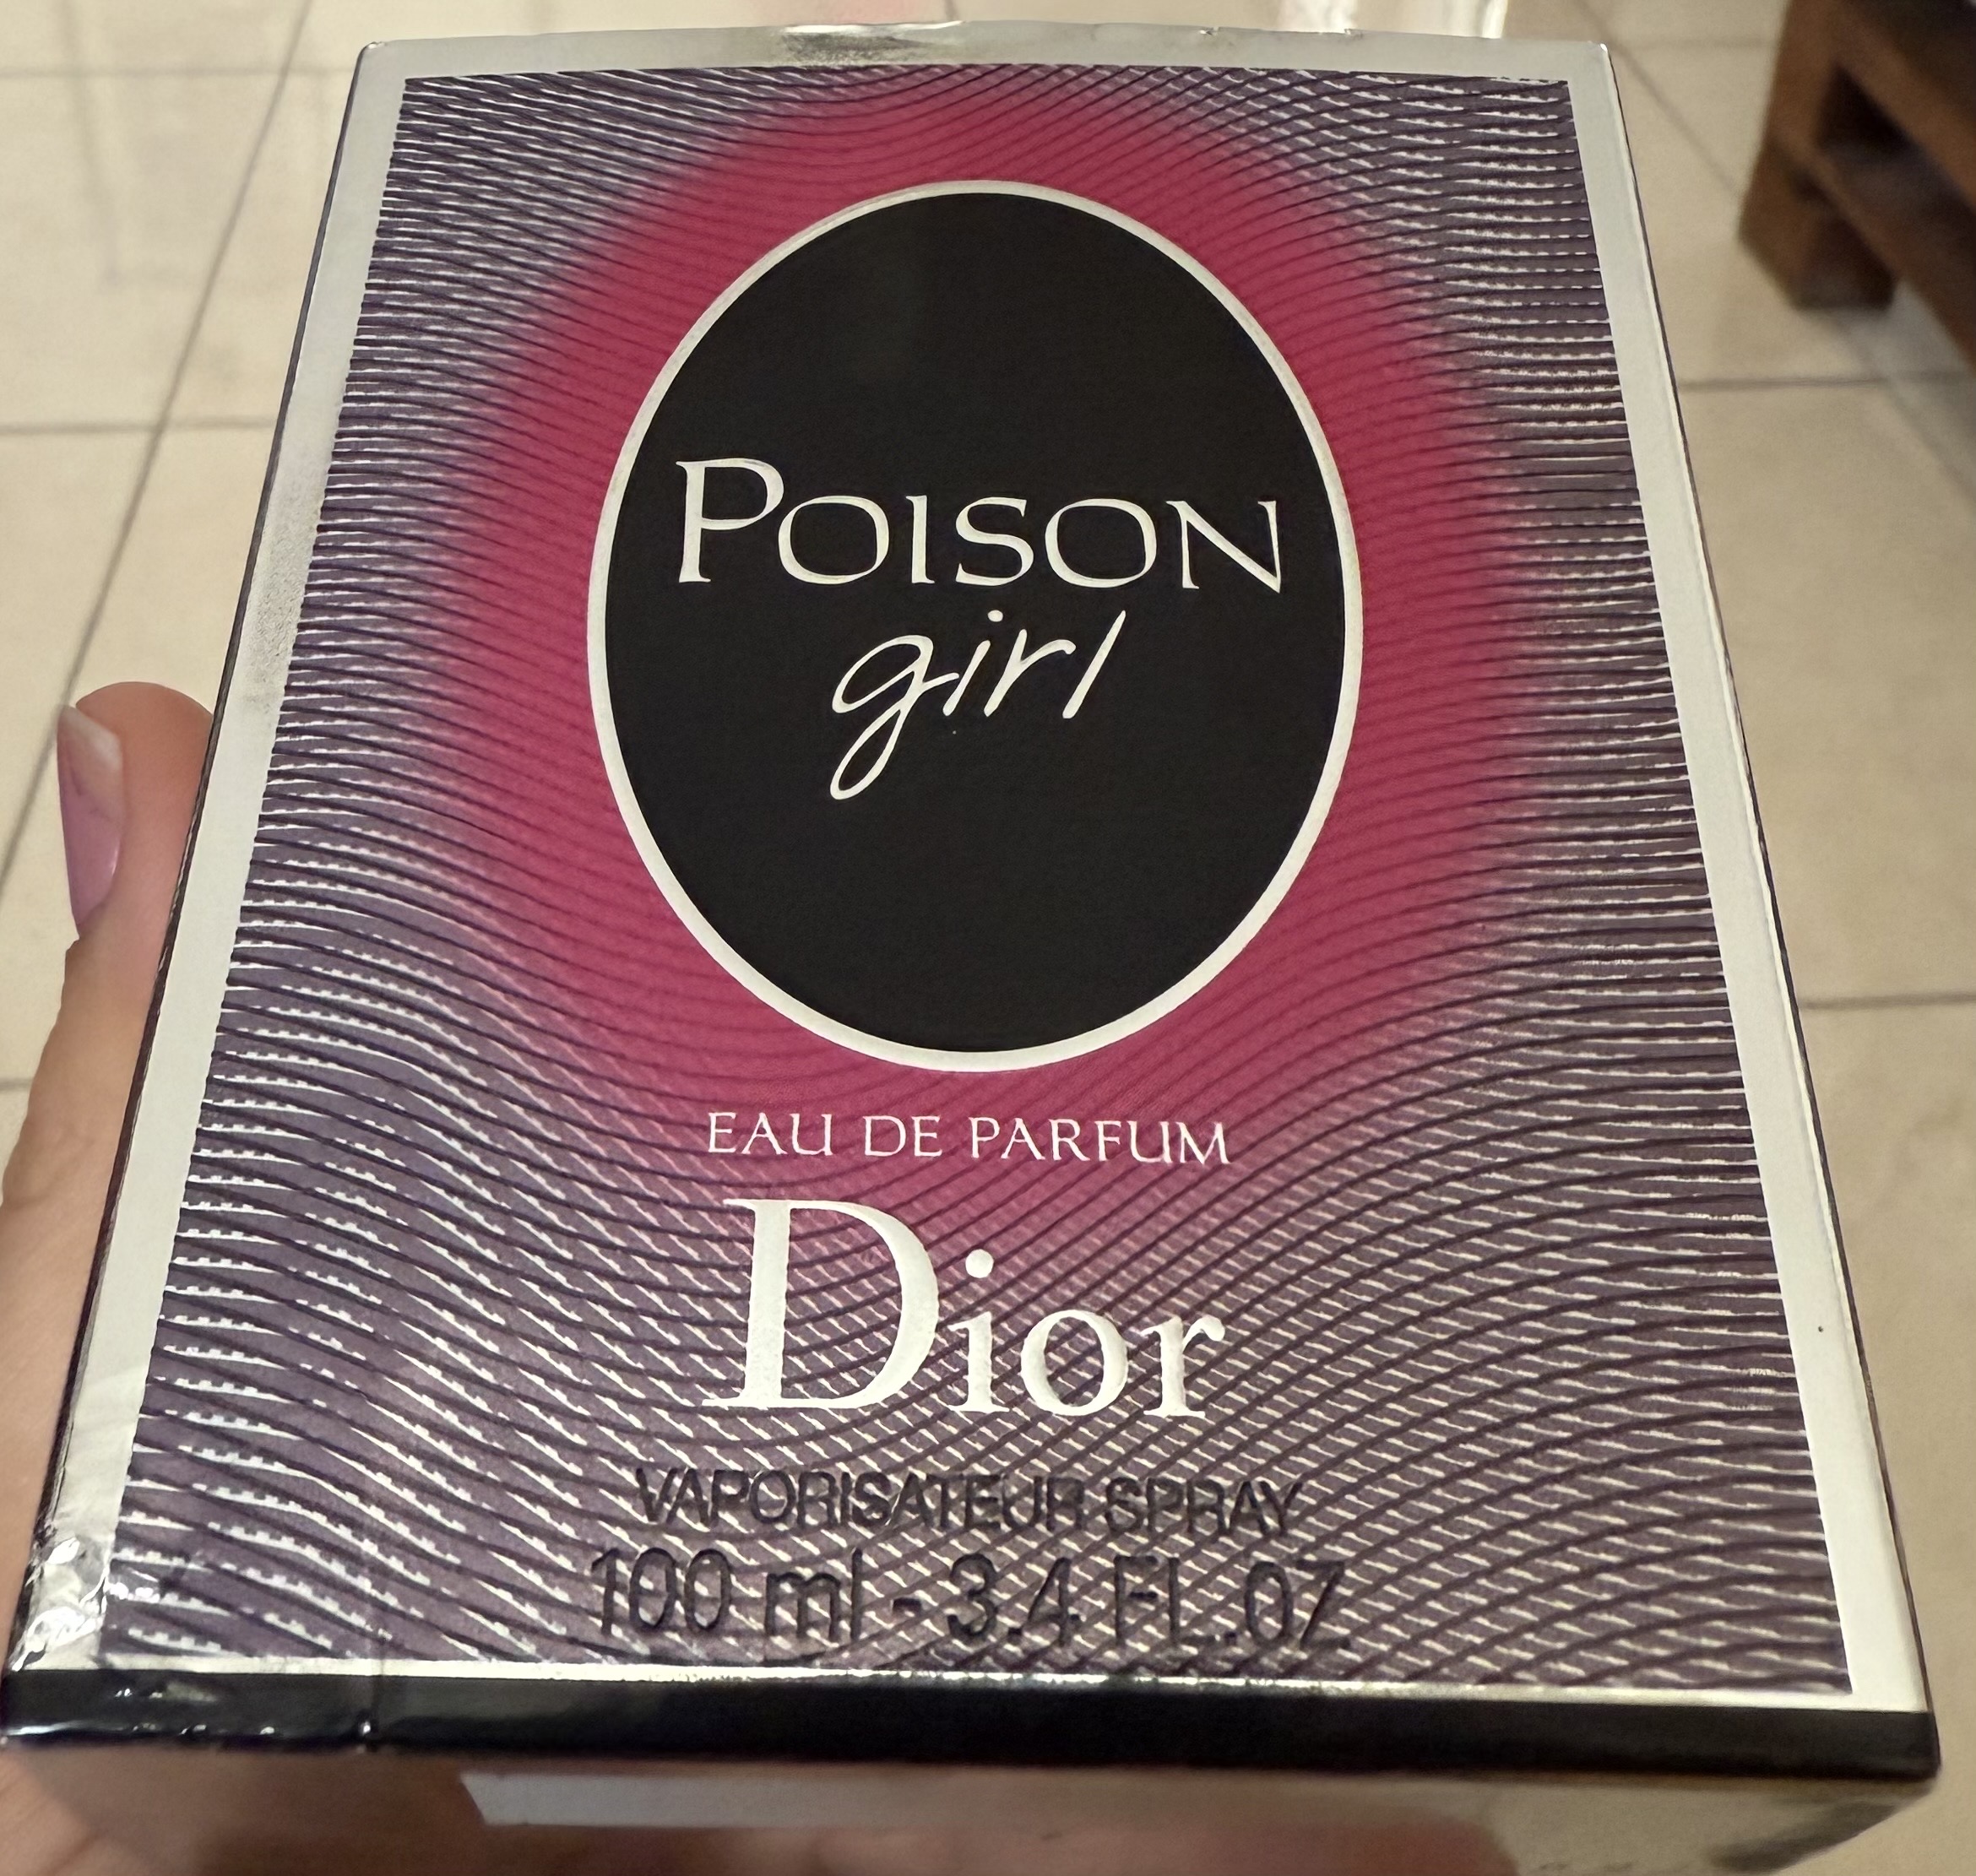 POISON
girl
EAU DE PARFUM
Dior
VAPORISATEUR SPRAY
100 ml - 3.4 FL.OZ